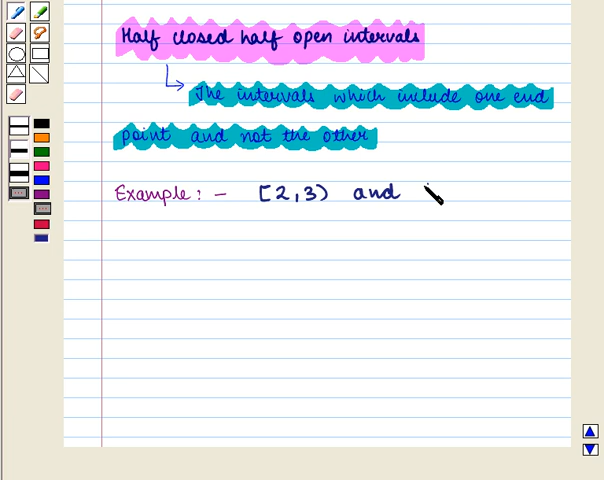 Half closed half open intervals
The intervals which include one end
point and not the other
Example: - [2,3) and